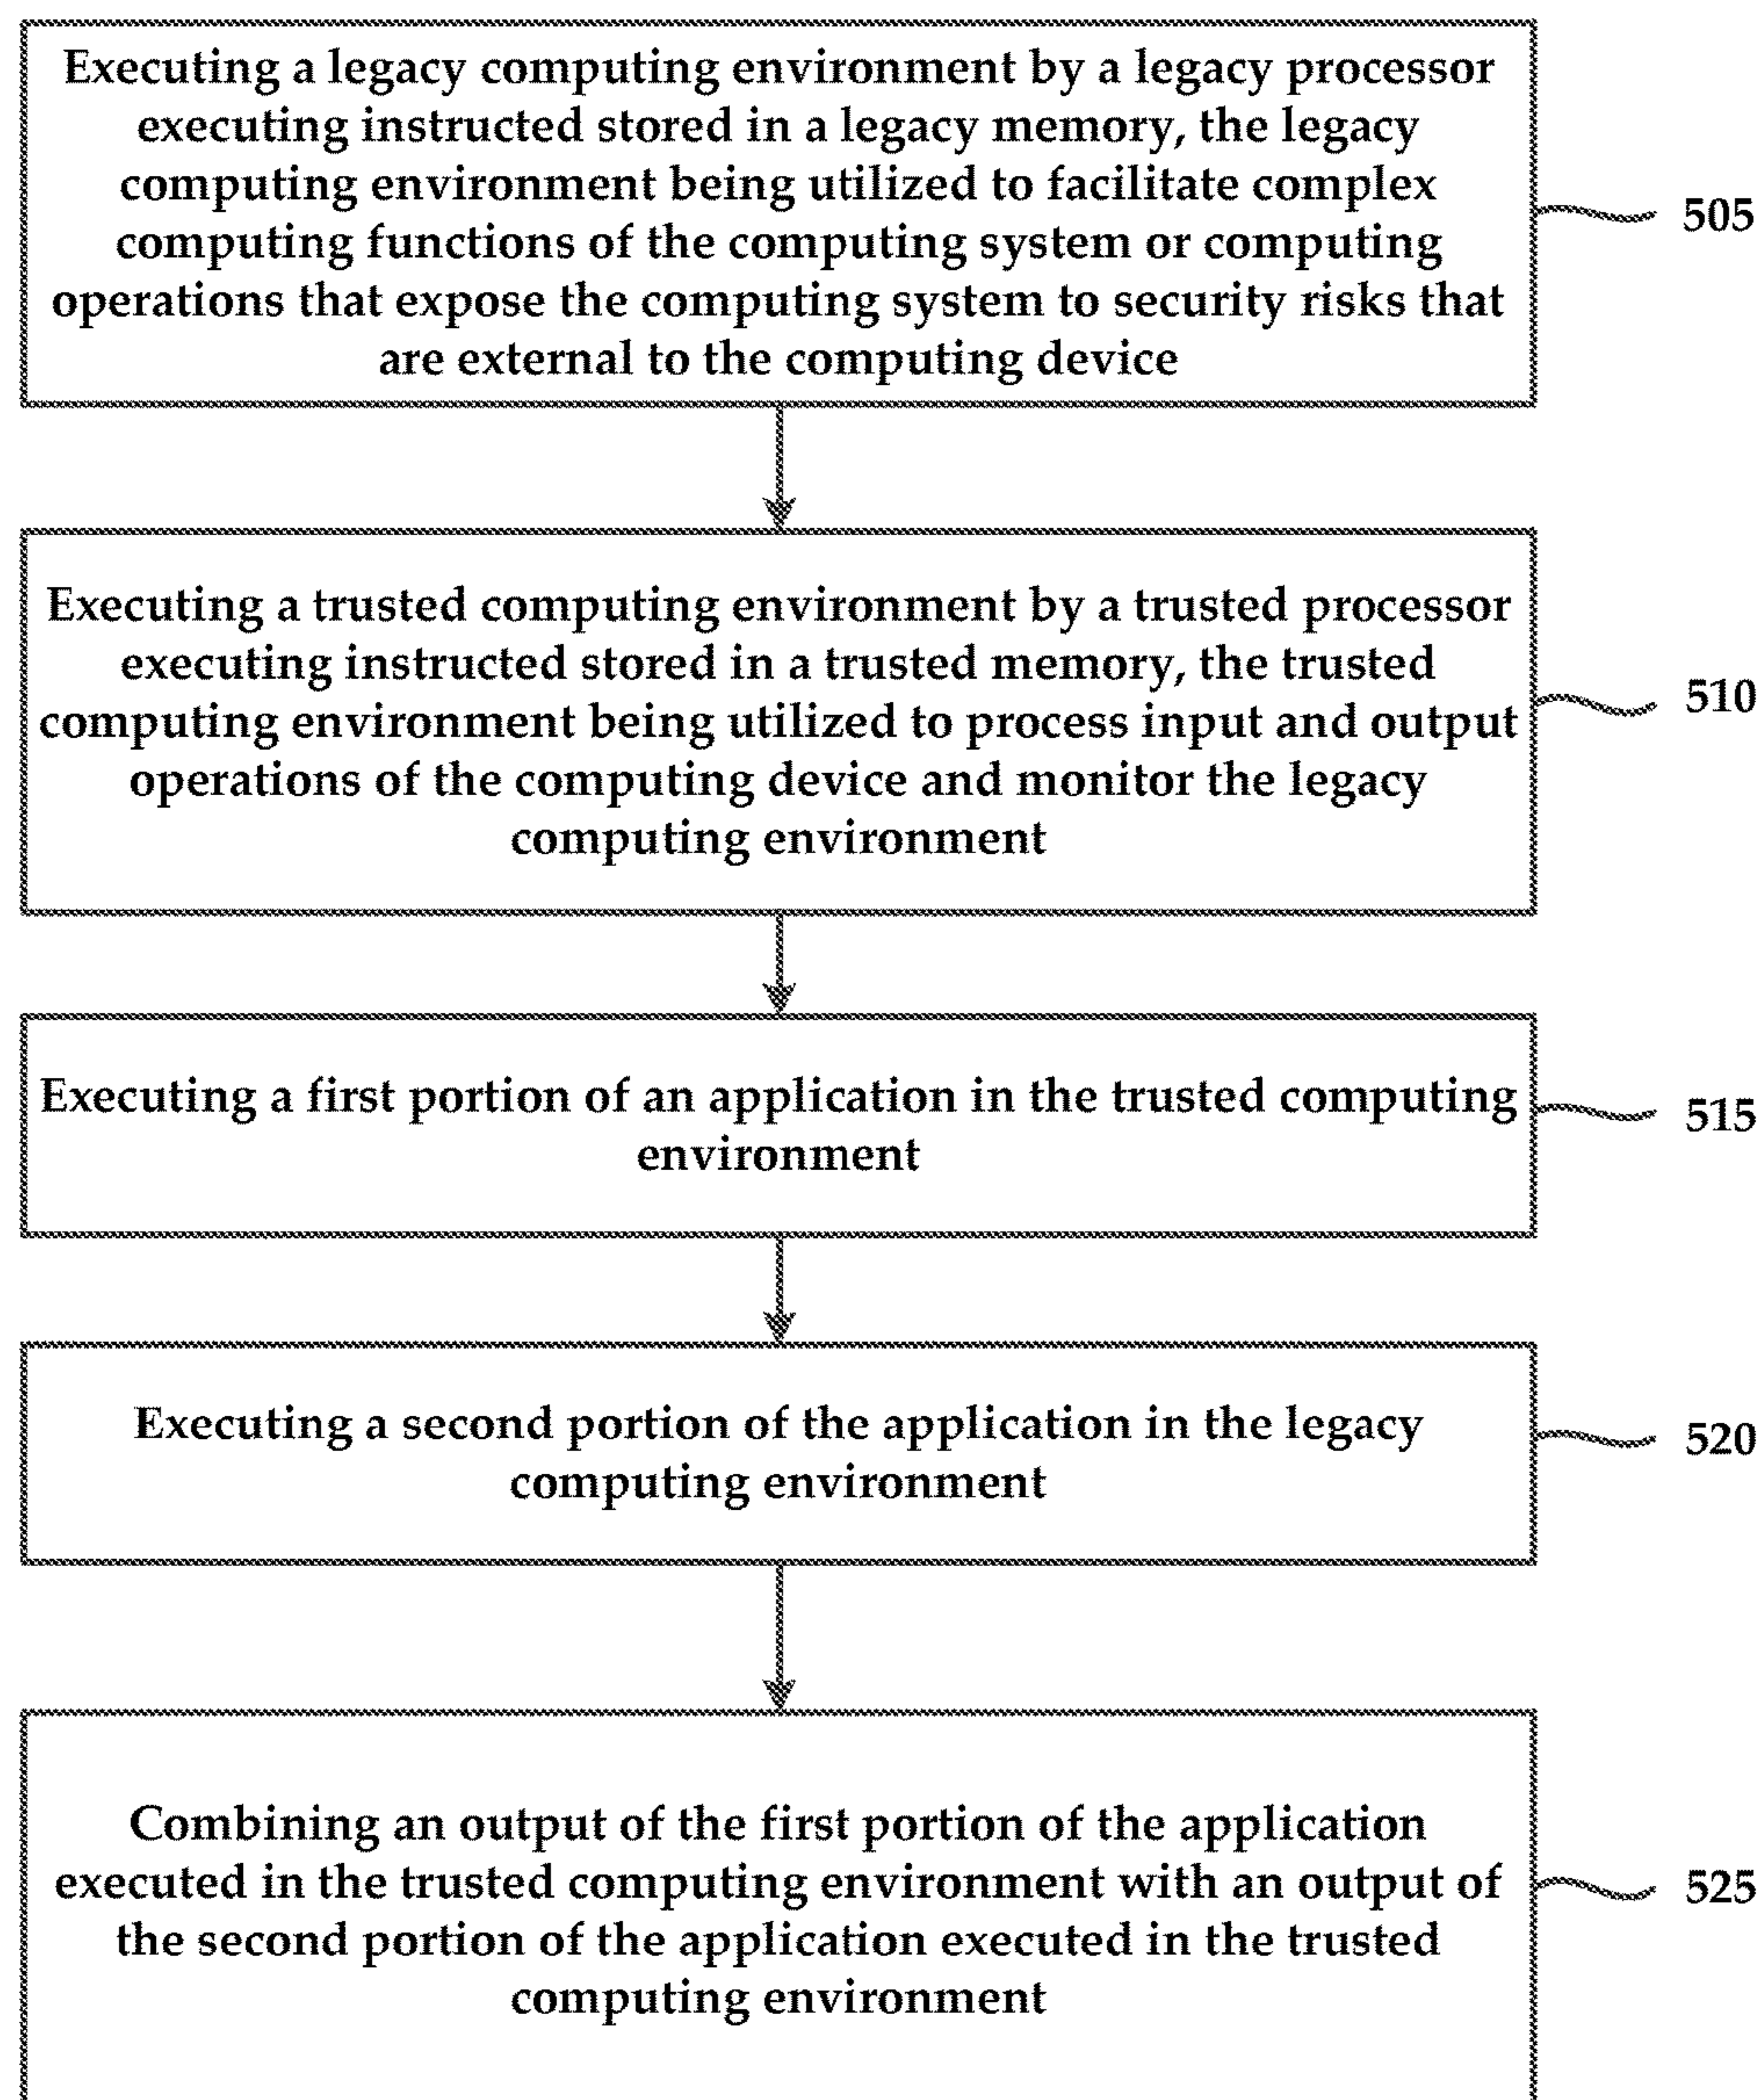 Executing a legacy computing environment by a legacy processor
executing instructed stored in a legacy memory, the legacy
computing environment being utilized to facilitate complex
computing functions of the computing system or computing
operations that expose the computing system to security risks that
are external to the computing device
505
Executing a trusted computing environment by a trusted processor
executing instructed stored in a trusted memory, the trusted
computing environment being utilized to process input and output
operations of the computing device and monitor the legacy
computing environment
510
Executing a first portion of an application in the trusted computing
environment
515
Executing a second portion of the application in the legacy
computing environment
520
Combining an output of the first portion of the application
executed in the trusted computing environment with an output of
the second portion of the application executed in the trusted
computing environment
525